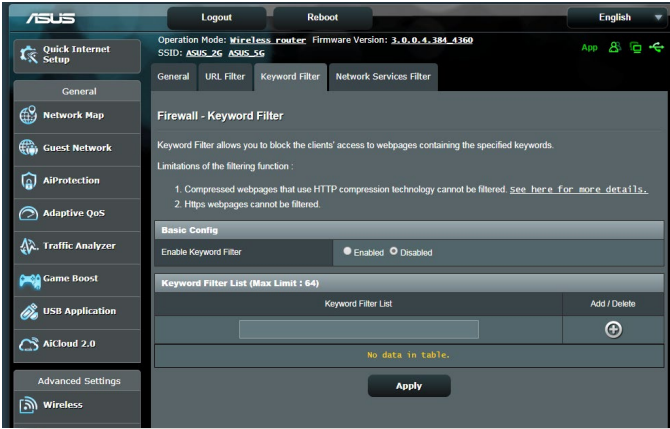 ASUS
Logout
Reboot
English
Quick Internet
Setup
General
Network Map
Guest Network
AiProtection
Adaptive QoS
Traffic Analyzer
Game Boost
USB Application
AiCloud 2.0
Advanced Settings
Wireless
Operation Mode: Wireless router Firmware Version: 3.0.0.4.384_4360
SSID: ASUS_2G ASUS_5G
App
General
URL Filter
Keyword Filter
Network Services Filter
Firewall - Keyword Filter
Keyword Filter allows you to block the clients' access to webpages containing the specified keywords.
Limitations of the filtering function :
1. Compressed webpages that use HTTP compression technology cannot be filtered. See here for more details.
2. Https webpages cannot be filtered.
Basic Config
Enable Keyword Filter
Enabled Disabled
Keyword Filter List (Max Limit : 64)
Keyword Filter List
Add / Delete
No data in table.
Apply